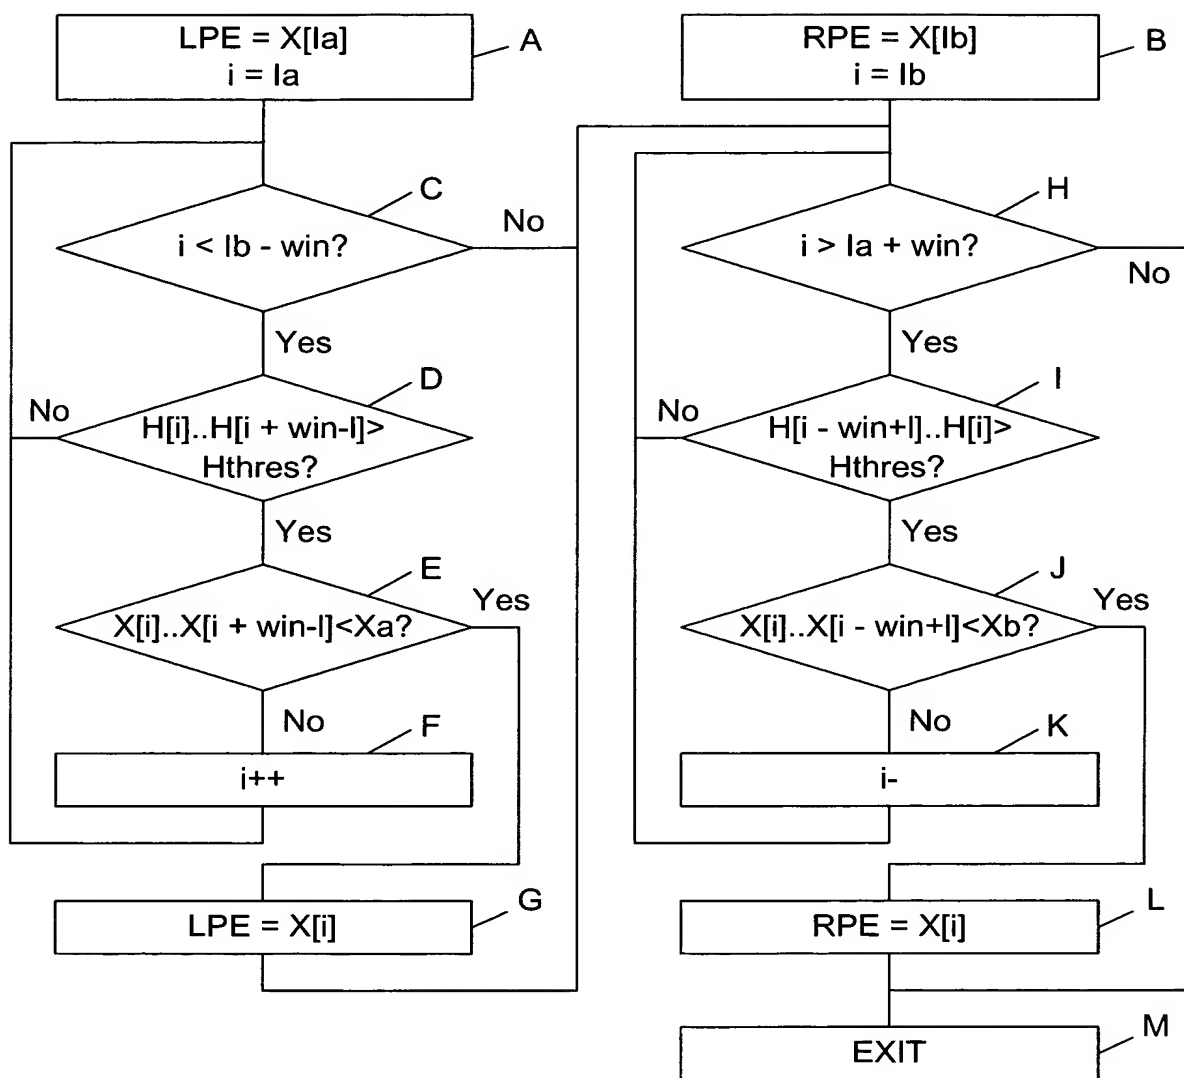 LPE = X[Ia]
i = Ia
A
i < Ib - win?
C
No
Yes
H[i]..H[i + win-I]>
Hthres?
D
No
Yes
X[i]..X[i + win-I]<Xa?
E
Yes
No
i++
F
LPE = X[i]
G
RPE = X[Ib]
i = Ib
B
i > Ia + win?
H
No
Yes
H[i - win+I]..H[i]>
Hthres?
I
No
Yes
X[i]..X[i - win+I]<Xb?
J
Yes
No
i-
K
RPE = X[i]
L
EXIT
M